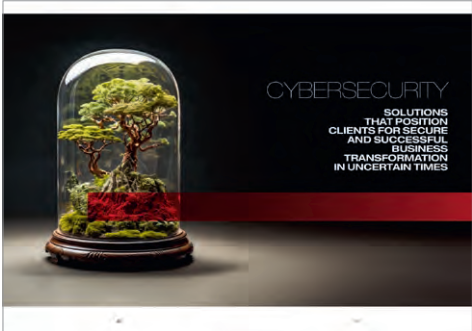 CYBERSECURITY
SOLUTIONS
THAT POSITION
CLIENTS FOR SECURE
AND SUCCESSFUL
BUSINESS
TRANSFORMATION
IN UNCERTAIN TIMES